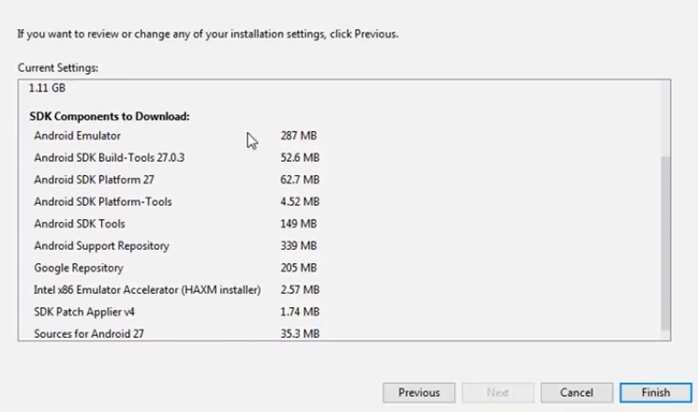 If you want to review or change any of your installation settings, click Previous.
Current Settings:
1.11 GB
SDK Components to Download:
Android Emulator 287 MB
Android SDK Build-Tools 27.0.3 52.6 MB
Android SDK Platform 27 62.7 MB
Android SDK Platform-Tools 4.52 MB
Android SDK Tools 149 MB
Android Support Repository 339 MB
Google Repository 205 MB
Intel x86 Emulator Accelerator (HAXM installer) 2.57 MB
SDK Patch Applier v4 1.74 MB
Sources for Android 27 35.3 MB
Previous Next Cancel Finish